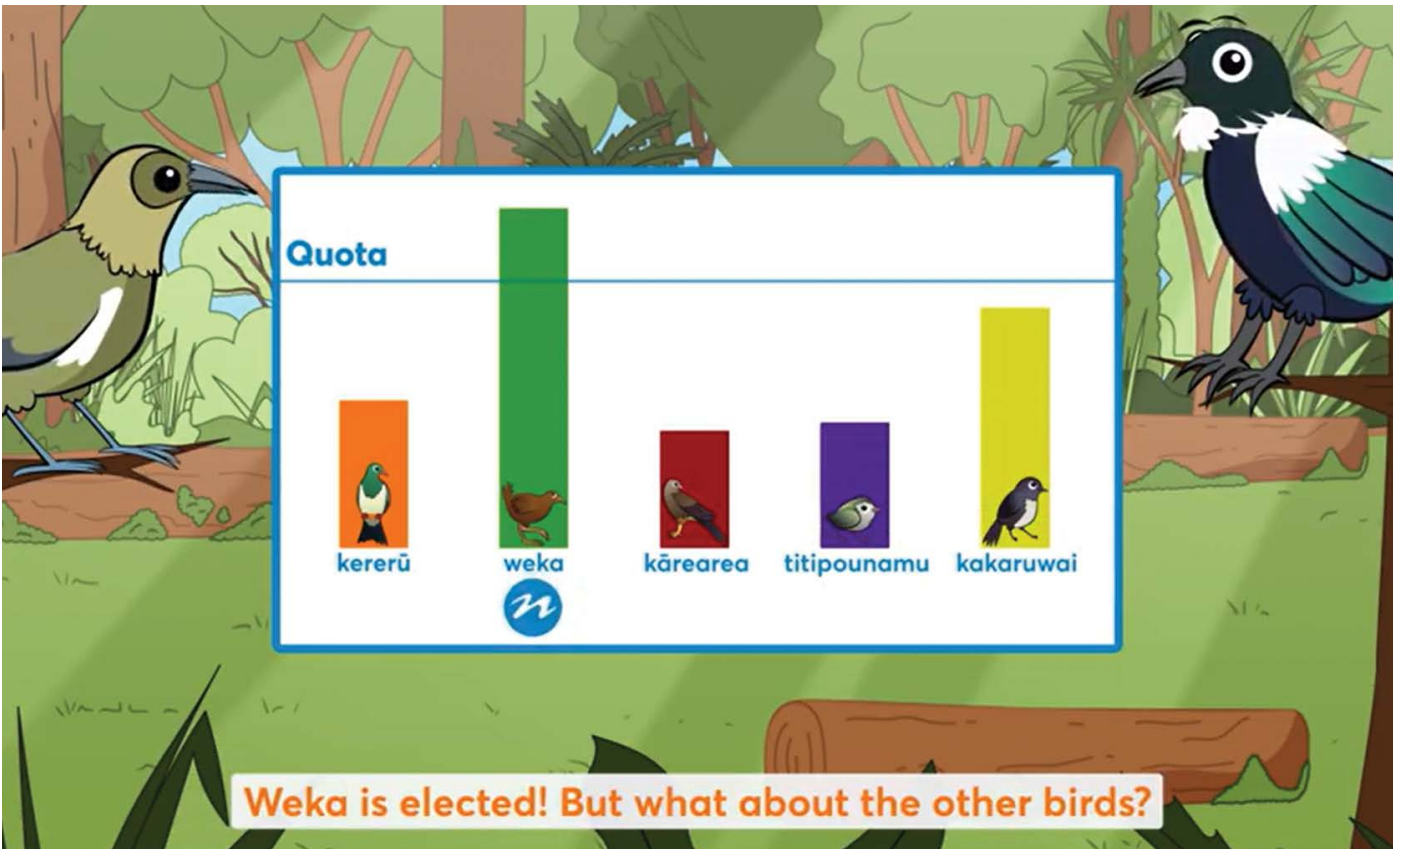 Quota
kererū weka kārearea titipounamu kakaruwai
Weka is elected! But what about the other birds?